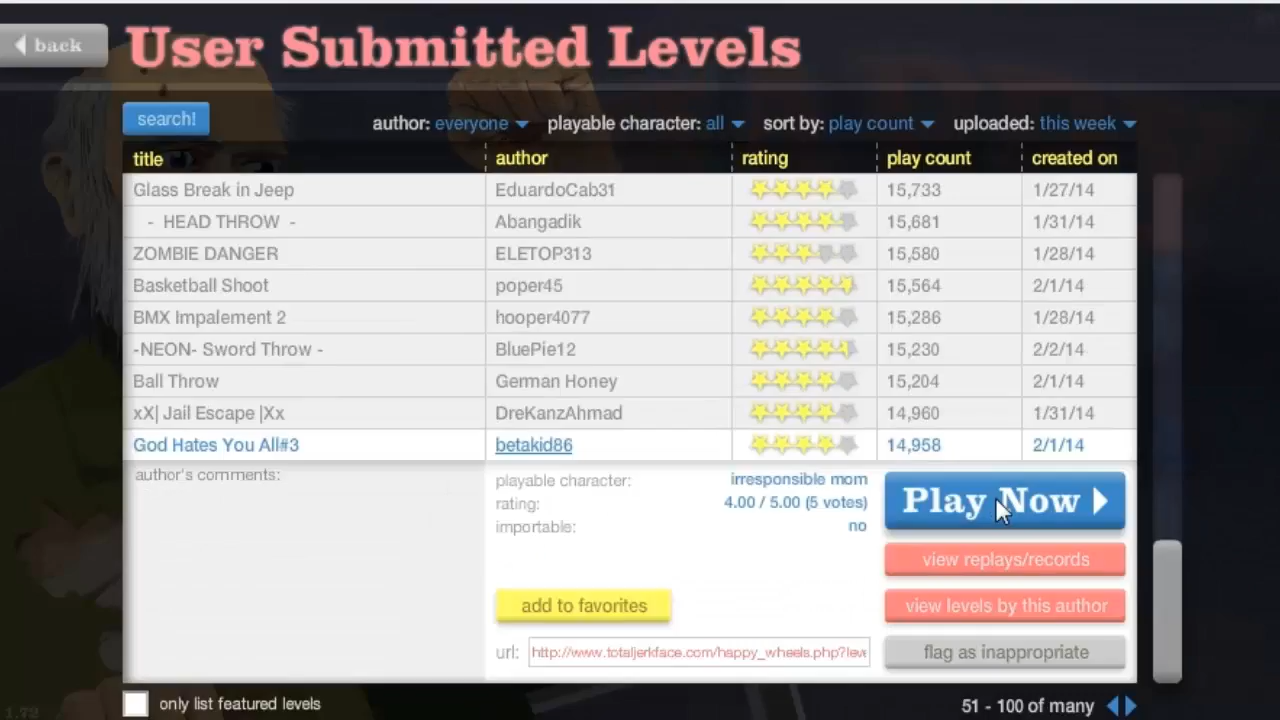 back
User Submitted Levels
search!
author: everyone playable character: all sort by: play count uploaded: this week
title author rating play count created on
Glass Break in Jeep EduardoCab31 15,733 1/27/14
- HEAD THROW - Abangadik 15,681 1/31/14
ZOMBIE DANGER ELETOP313 15,580 1/28/14
Basketball Shoot poper45 15,564 2/1/14
BMX Impalement 2 hooper4077 15,286 1/28/14
-NEON- Sword Throw - BluePie12 15,230 2/2/14
Ball Throw German Honey 15,204 2/1/14
xX| Jail Escape |Xx DreKanzAhmad 14,960 1/31/14
God Hates You All#3 betakid86 14,958 2/1/14
author's comments:
playable character: irresponsible mom
rating: 4.00 / 5.00 (5 votes)
importable: no
Play Now
view replays/records
add to favorites
view levels by this author
url: http://www.totaljerkface.com/happy_wheels.php?leve
flag as inappropriate
only list featured levels
51 - 100 of many
1.72